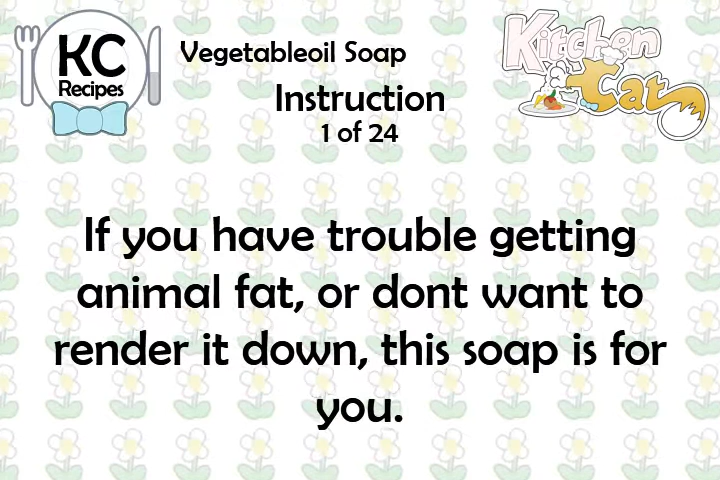 KC
Recipes
Vegetableoil Soap
Kitchen
Cat
Instruction
1 of 24
If you have trouble getting
animal fat, or dont want to
render it down, this soap is for
you.